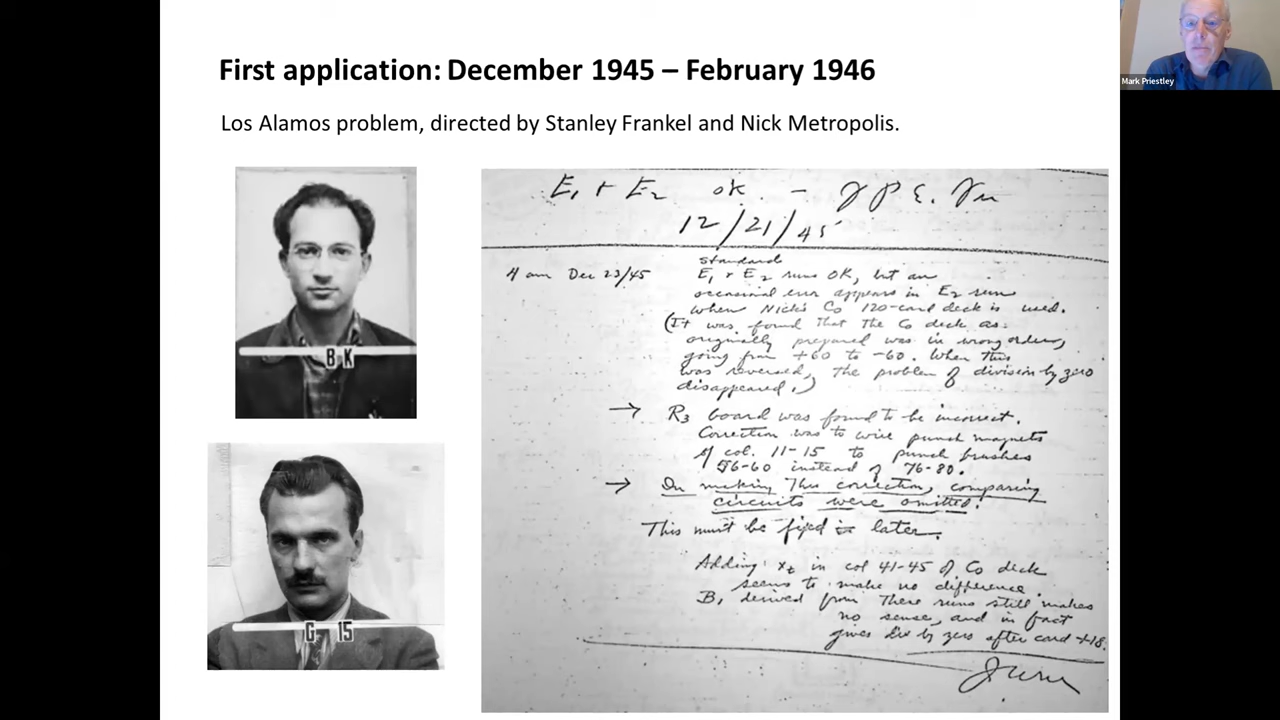 First application: December 1945 – February 1946
Los Alamos problem, directed by Stanley Frankel and Nick Metropolis.
Mark Priestley
B K
G 15
E₁ + E₂ ok. –
12/21/45
4 am Dec 23/45
standard
E₁ + E₂ runs OK, but an
occasional error appears in E₂ run
when Nick's C₀ 120-card deck is used.
(It was found that the C₀ deck as
originally prepared was in wrong order,
going from +60 to -60. When this
was reversed, the problem of division by zero
disappeared.)
→ R₃ board was found to be incorrect.
Correction was to wire punch magnets
of col. 11-15 to punch brushes
56-60 instead of 76-80.
→ In making this correction, comparing
circuits were omitted.
This must be fixed later.
Adding xₜ in col 41-45 of C₀ deck
seems to make no difference.
B₁ derived from these runs still makes
no sense, and in fact
gives div by zero after card +18.